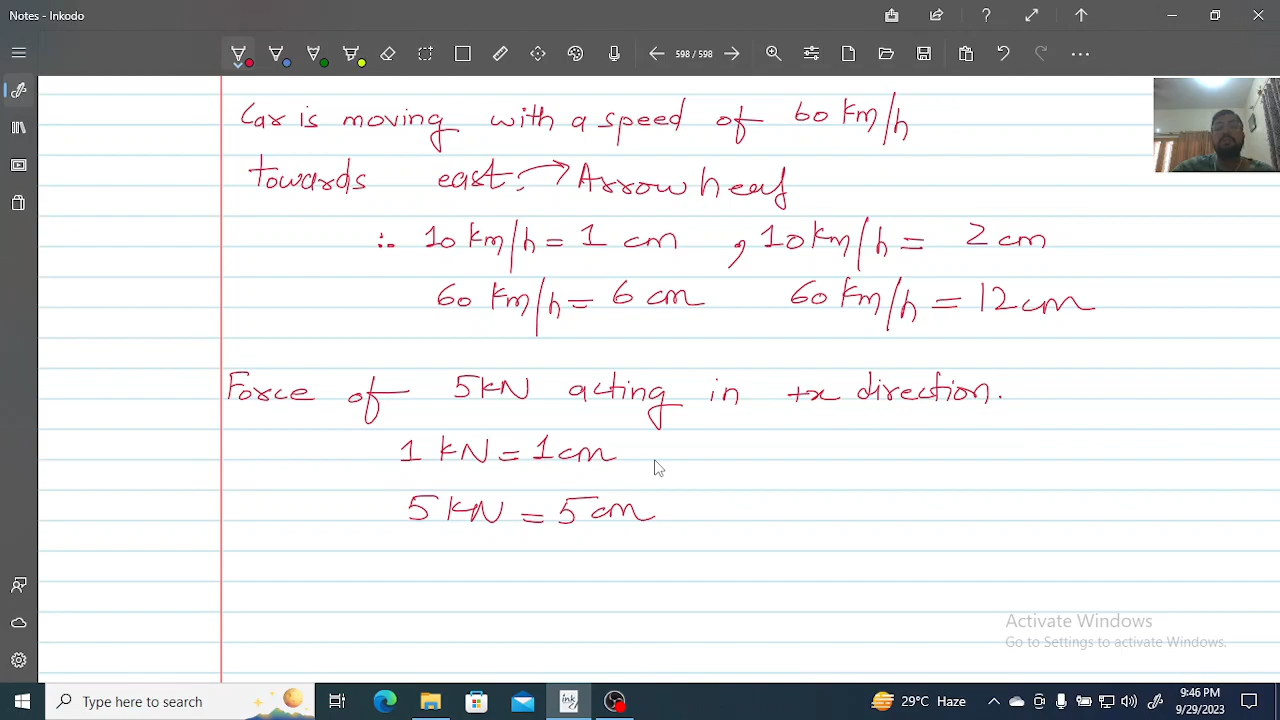 Notes - Inkodo
598 / 598
Car is moving with a speed of 60 km/h
towards east. → Arrow head
∴ 10 km/h = 1 cm , 10 km/h = 2 cm
60 km/h = 6 cm 60 km/h = 12 cm
Force of 5 kN acting in +x direction.
1 kN = 1 cm
5 kN = 5 cm
Activate Windows
Go to Settings to activate Windows.
Type here to search
ink
29°C Haze
9:46 PM
9/29/2023